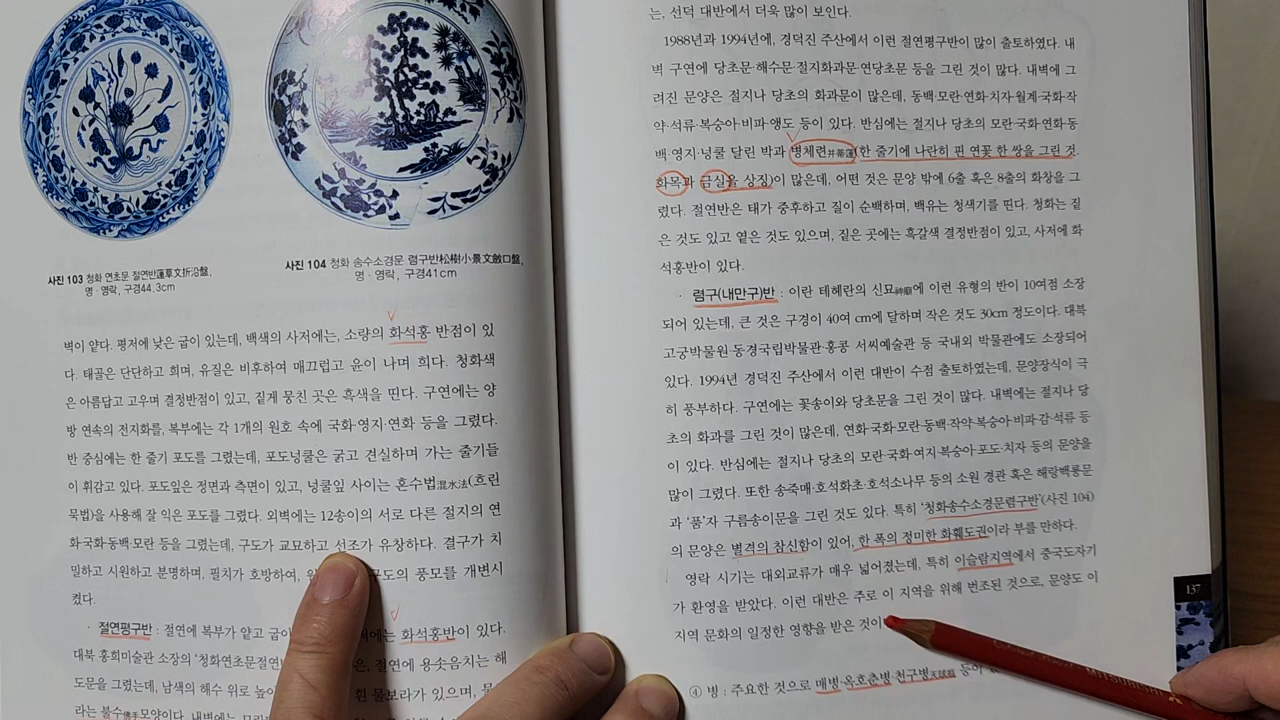 사진 103 청화 연초문 절연반蓮草文折沿盤,
명·영락, 구경44.3cm
사진 104 청화 송수소경문 렴구반松樹小景文斂口盤,
명·영락, 구경41cm
벽이 얕다. 평저에 낮은 굽이 있는데, 백색의 사저에는, 소량의 화석홍 반점이 있
다. 태골은 단단하고 희며, 유질은 비후하여 매끄럽고 윤이 나며 희다. 청화색
은 아름답고 고우며 결정반점이 있고, 짙게 뭉친 곳은 흑색을 띤다. 구연에는 양
방 연속의 전지화를, 복부에는 각 1개의 원호 속에 국화·영지·연화 등을 그렸다.
반 중심에는 한 줄기 포도를 그렸는데, 포도넝쿨은 굵고 견실하며 가는 줄기들
이 휘감고 있다. 포도잎은 정면과 측면이 있고, 넝쿨잎 사이는 혼수법混水法(흐린
묵법)을 사용해 잘 익은 포도를 그렸다. 외벽에는 12송이의 서로 다른 절지의 연
화·국화·동백·모란 등을 그렸는데, 구도가 교묘하고 선조가 유창하다. 결구가 치
밀하고 시원하고 분명하며, 필치가 호방하여, 구도의 풍모를 개변시
켰다.
· 절연평구반 : 절연에 복부가 얕고 굽이 에는 화석홍반이 있다.
대북 홍희미술관 소장의 '청화연초문절연 은, 절연에 용솟음치는 해
도문을 그렸는데, 남색의 해수 위로 높이 흰 물보라가 있으며,
라는 불수佛手모양이다. 내벽에는
는, 선덕 대반에서 더욱 많이 보인다.
1988년과 1994년에, 경덕진 주산에서 이런 절연평구반이 많이 출토하였다. 내
벽 구연에 당초문·해수문·절지화과문·연당초문 등을 그린 것이 많다. 내벽에 그
려진 문양은 절지나 당초의 화과문이 많은데, 동백·모란·연화·치자·월계·국화·작
약·석류·복숭아·비파·앵도 등이 있다. 반심에는 절지나 당초의 모란·국화·연화·동
백·영지·넝쿨 달린 박과 병체련并蒂蓮(한 줄기에 나란히 핀 연꽃 한 쌍을 그린 것.
화목과 금실을 상징)이 많은데, 어떤 것은 문양 밖에 6출 혹은 8출의 화창을 그
렸다. 절연반은 태가 중후하고 질이 순백하며, 백유는 청색기를 띤다. 청화는 짙
은 것도 있고 옅은 것도 있으며, 짙은 곳에는 흑갈색 결정반점이 있고, 사저에 화
석홍반이 있다.
· 렴구(내만구)반 : 이란 테헤란의 신묘神廟에 이런 유형의 반이 10여점 소장
되어 있는데, 큰 것은 구경이 40여 cm에 달하며 작은 것도 30cm 정도이다. 대북
고궁박물원·동경국립박물관·홍콩 서씨예술관 등 국내외 박물관에도 소장되어
있다. 1994년 경덕진 주산에서 이런 대반이 수점 출토하였는데, 문양장식이 극
히 풍부하다. 구연에는 꽃송이와 당초문을 그린 것이 많다. 내벽에는 절지나 당
초의 화과를 그린 것이 많은데, 연화·국화·모란·동백·작약·복숭아·비파·감·석류 등
이 있다. 반심에는 절지나 당초의 모란·국화·여지·복숭아·포도·치자 등의 문양을
많이 그렸다. 또한 송죽매·호석화초·호석소나무 등의 소원 경관 혹은 해랑백룡문
과 '품'자 구름송이문을 그린 것도 있다. 특히 '청화송수소경문렴구반'(사진 104)
의 문양은 별격의 참신함이 있어, 한 폭의 정미한 화훼도권이라 부를 만하다.
영락 시기는 대외교류가 매우 넓어졌는데, 특히 이슬람지역에서 중국도자기
가 환영을 받았다. 이런 대반은 주로 이 지역을 위해 번조된 것으로, 문양도 이
지역 문화의 일정한 영향을 받은 것이
④ 병 : 주요한 것으로 매병·옥호춘병·천구병天球甁 등이
137